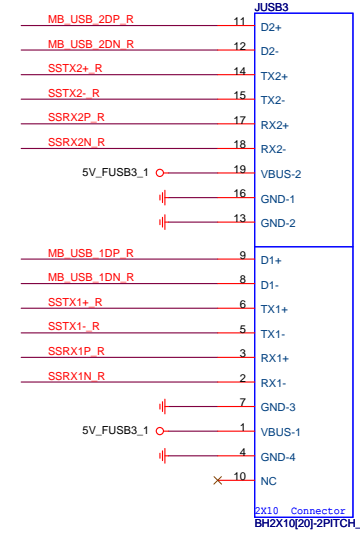 JUSB3
MB_USB_2DP_R 11 D2+
MB_USB_2DN_R 12 D2-
SSTX2+_R 14 TX2+
SSTX2-_R 15 TX2-
SSRX2P_R 17 RX2+
SSRX2N_R 18 RX2-
5V_FUSB3_1 19 VBUS-2
16 GND-1
13 GND-2
MB_USB_1DP_R 9 D1+
MB_USB_1DN_R 8 D1-
SSTX1+_R 6 TX1+
SSTX1-_R 5 TX1-
SSRX1P_R 3 RX1+
SSRX1N_R 2 RX1-
7 GND-3
5V_FUSB3_1 1 VBUS-1
4 GND-4
10 NC
2X10 Connector
BH2X10[20]-2PITCH_